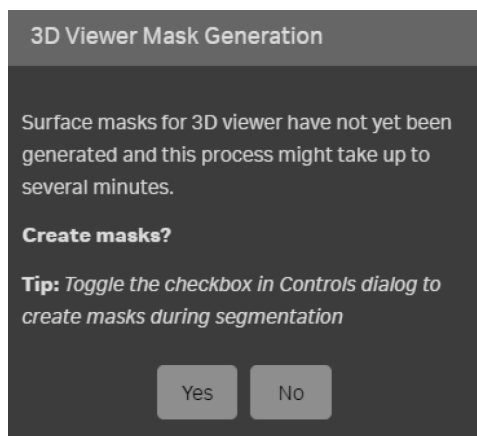 3D Viewer Mask Generation
Surface masks for 3D viewer have not yet been
generated and this process might take up to
several minutes.
Create masks?
Tip: Toggle the checkbox in Controls dialog to
create masks during segmentation
Yes No